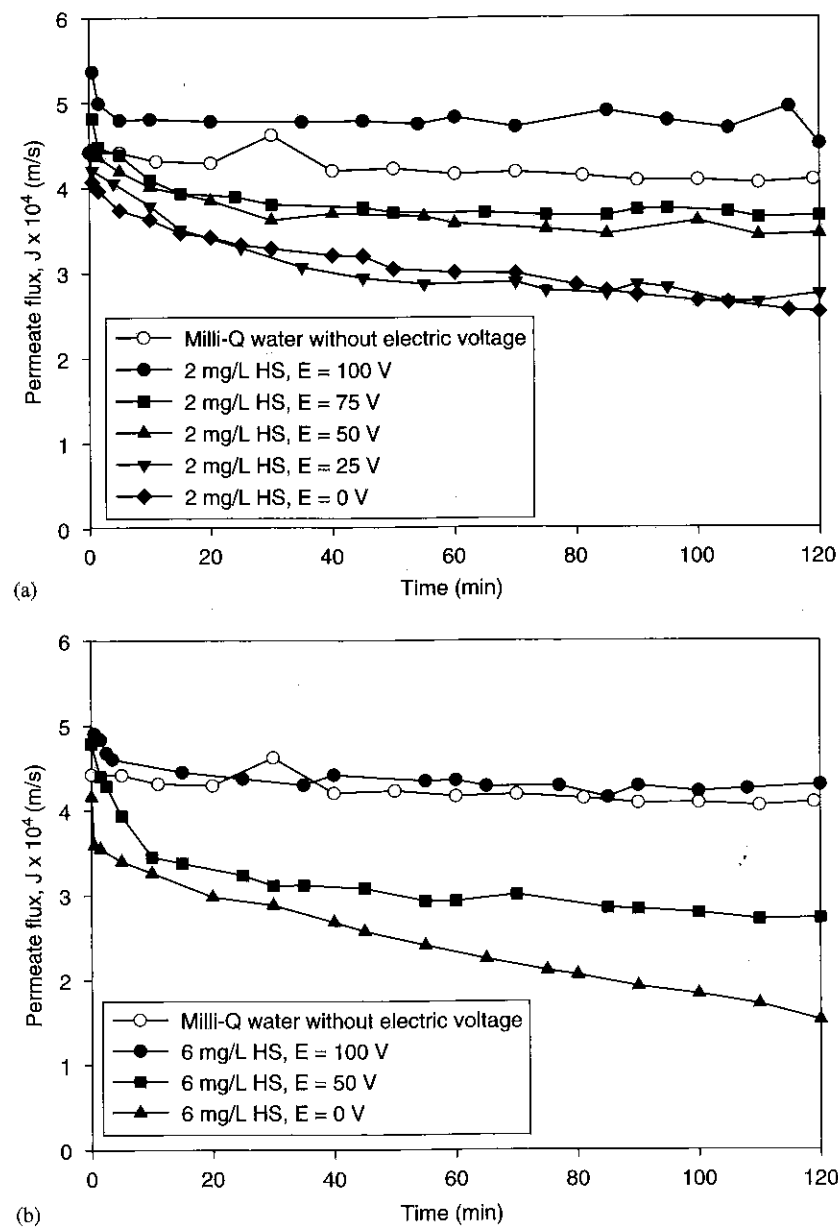 6
5
4
3
2
1
0
Permeate flux, J x 10⁴ (m/s)
Milli-Q water without electric voltage
2 mg/L HS, E = 100 V
2 mg/L HS, E = 75 V
2 mg/L HS, E = 50 V
2 mg/L HS, E = 25 V
2 mg/L HS, E = 0 V
0 20 40 60 80 100 120
Time (min)
(a)
6
5
4
3
2
1
0
Permeate flux, J x 10⁴ (m/s)
Milli-Q water without electric voltage
6 mg/L HS, E = 100 V
6 mg/L HS, E = 50 V
6 mg/L HS, E = 0 V
0 20 40 60 80 100 120
Time (min)
(b)